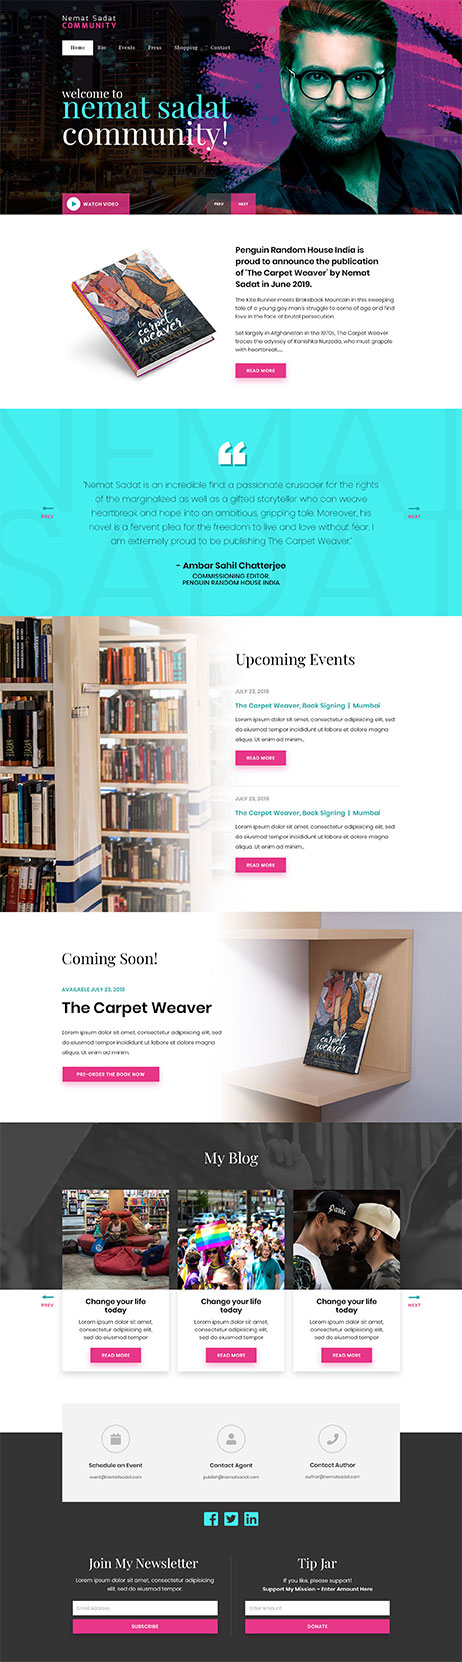 Nemat Sadat
COMMUNITY
Home Bio Events Press Shopping Contact
welcome to
nemat sadat
community!
WATCH VIDEO
PREV NEXT
Penguin Random House India is
proud to announce the publication
of 'The Carpet Weaver' by Nemat
Sadat in June 2019.
The Kite Runner meets Brokeback Mountain in this sweeping
tale of a young gay man's struggle to come of age and find
love in the face of brutal persecution.
Set largely in Afghanistan in the 1970s, The Carpet Weaver
traces the odyssey of Kanishka Nurzada, who must grapple
with heartbreak....
READ MORE
the
carpet
weaver
NEMAT SADAT
NEMAT
SADAT
"Nemat Sadat is an incredible find: a passionate crusader for the rights
of the marginalized as well as a gifted storyteller who can weave
heartbreak and hope into an ambitious, gripping tale. Moreover, his
novel is a fervent plea for the freedom to live and love without fear. I
am extremely proud to be publishing The Carpet Weaver."
PREV
NEXT
- Ambar Sahil Chatterjee
COMMISSIONING EDITOR,
PENGUIN RANDOM HOUSE INDIA
Upcoming Events
JULY 23, 2019
The Carpet Weaver, Book Signing | Mumbai
Lorem ipsum dolor sit amet, consectetur adipisicing elit, sed
do eiusmod tempor incididunt ut labore et dolore magna
aliqua. Ut enim ad minim...
READ MORE
JULY 23, 2019
The Carpet Weaver, Book Signing | Mumbai
Lorem ipsum dolor sit amet, consectetur adipisicing elit, sed
do eiusmod tempor incididunt ut labore et dolore magna
aliqua. Ut enim ad minim...
READ MORE
Coming Soon!
AVAILABLE JULY 23, 2019
The Carpet Weaver
Lorem ipsum dolor sit amet, consectetur adipisicing elit, sed
do eiusmod tempor incididunt ut labore et dolore magna
aliqua. Ut enim ad minim.
PRE-ORDER THE BOOK NOW
the
carpet
weaver
NEMAT SADAT
My Blog
Panic
PREV
NEXT
Change your life
today
Lorem ipsum dolor sit amet,
consectetur adipisicing elit,
sed do eiusmod tempor
READ MORE
Change your life
today
Lorem ipsum dolor sit amet,
consectetur adipisicing elit,
sed do eiusmod tempor
READ MORE
Change your life
today
Lorem ipsum dolor sit amet,
consectetur adipisicing elit,
sed do eiusmod tempor
READ MORE
Schedule an Event
event@nematsadat.com
Contact Agent
publish@nematsadat.com
Contact Author
author@nematsadat.com
Join My Newsletter
Lorem ipsum dolor sit amet, consectetur adipisicing
elit, sed do eiusmod tempor.
Email Address
SUBSCRIBE
Tip Jar
If you like, please support!
Support My Mission – Enter Amount Here
Enter Amount
DONATE